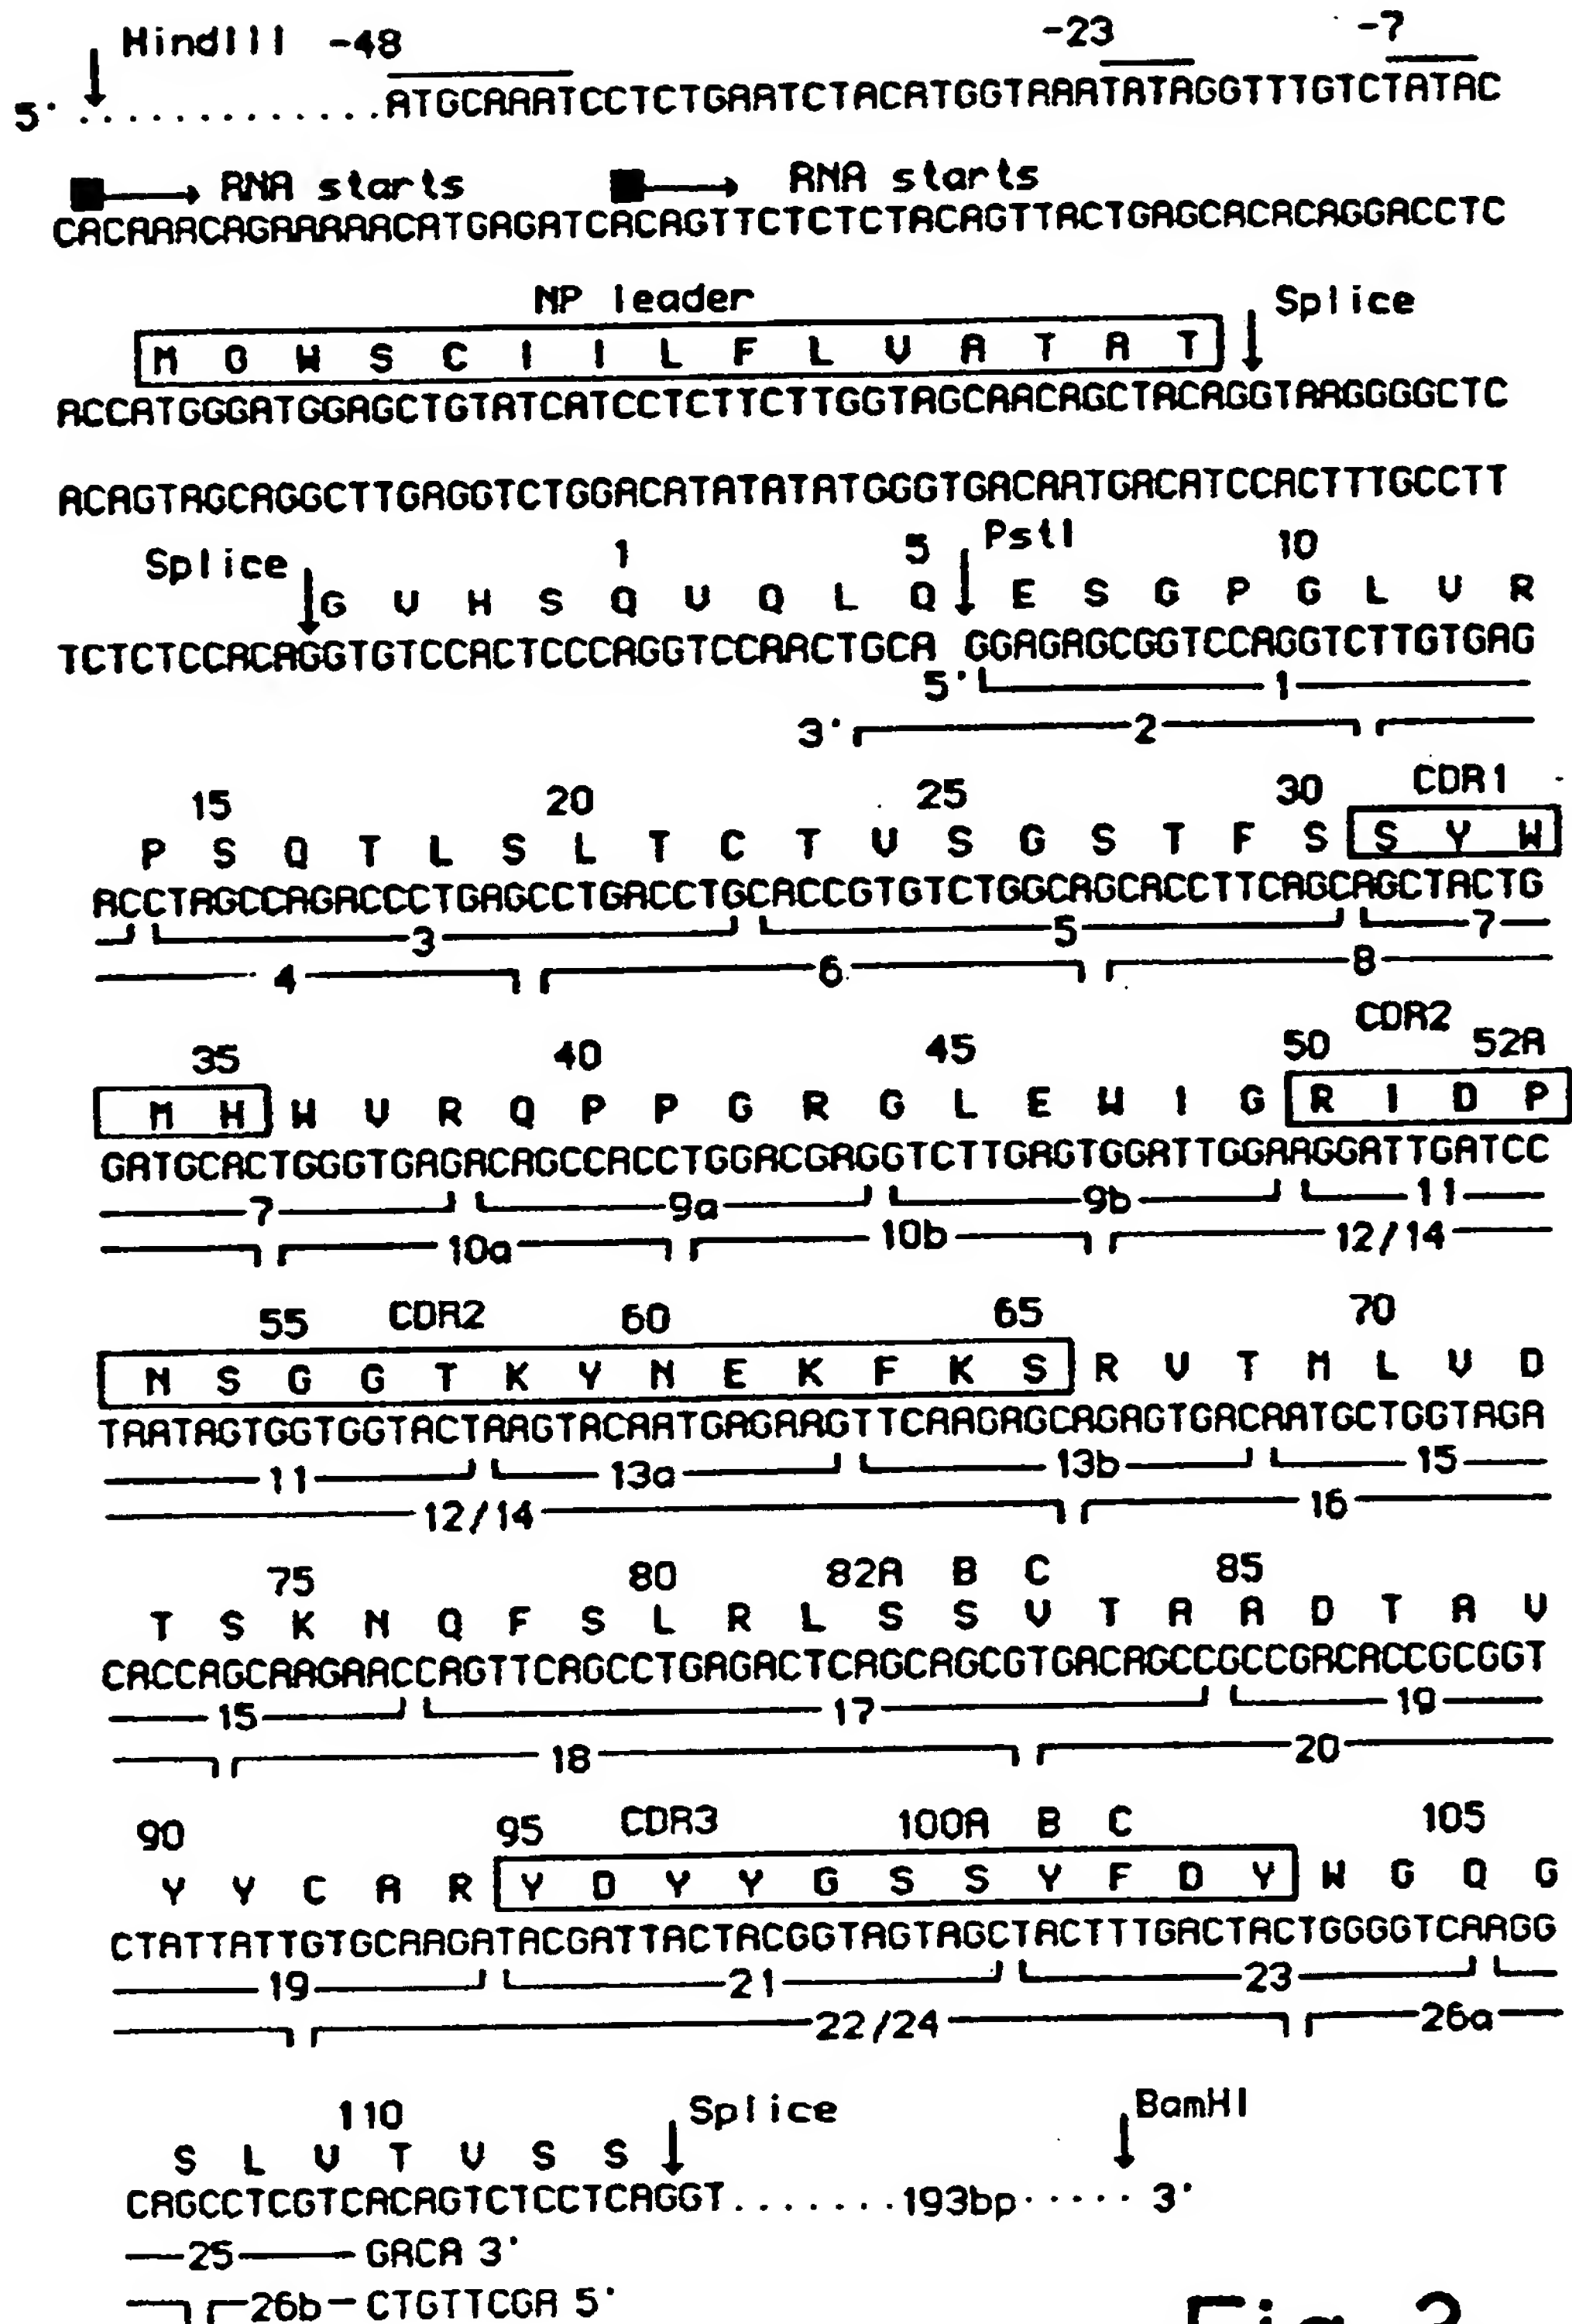 HindIII -48 -23 -7
5' .............ATGCAAATCCTCTGAATCTACATGGTAAATATAGGTTTGTCTATAC
RNA starts RNA starts
CACAAACAGAAAAACATGAGATCACAGTTCTCTCTACAGTTACTGAGCACACAGGACCTC
NP leader Splice
M G W S C I I L F L V A T A T
ACCATGGGATGGAGCTGTATCATCCTCTTCTTGGTAGCAACAGCTACAGGTAAGGGGCTC
ACAGTAGCAGGCTTGAGGTCTGGACATATATATGGGTGACAATGACATCCACTTTGCCTT
Splice 1 5 PstI 10
G V H S Q V Q L Q E S G P G L V R
TCTCTCCACAGGTGTCCACTCCCAGGTCCAACTGCA GGAGAGCGGTCCAGGTCTTGTGAG
5' 1
3' 2
15 20 25 30 CDR1
P S Q T L S L T C T V S G S T F S S Y W
ACCTAGCCAGACCCTGAGCCTGACCTGCACCGTGTCTGGCAGCACCTTCAGCAGCTACTG
3 5 7
4 6 8
35 40 45 50 CDR2 52A
M H W V R Q P P G R G L E W I G R I D P
GATGCACTGGGTGAGACAGCCACCTGGACGAGGTCTTGAGTGGATTGGAAGGATTGATCC
7 9a 9b 11
10a 10b 12/14
55 CDR2 60 65 70
N S G G T K Y N E K F K S R V T M L V D
TAATAGTGGTGGTACTAAGTACAATGAGAAGTTCAAGAGCAGAGTGACAATGCTGGTAGA
11 13a 13b 15
12/14 16
75 80 82A B C 85
T S K N Q F S L R L S S V T A A D T A V
CACCAGCAAGAACCAGTTCAGCCTGAGACTCAGCAGCGTGACAGCCGCCGACACCGCGGT
15 17 19
18 20
90 95 CDR3 100A B C 105
Y Y C A R Y D Y Y G S S Y F D Y W G Q G
CTATTATTGTGCAAGATACGATTACTACGGTAGTAGCTACTTTGACTACTGGGGTCAAGG
19 21 23
22/24 26a
110 Splice BamHI
S L V T V S S
CAGCCTCGTCACAGTCTCCTCAGGT.......193bp..... 3'
25 GACA 3'
26b CTGTTCGA 5'